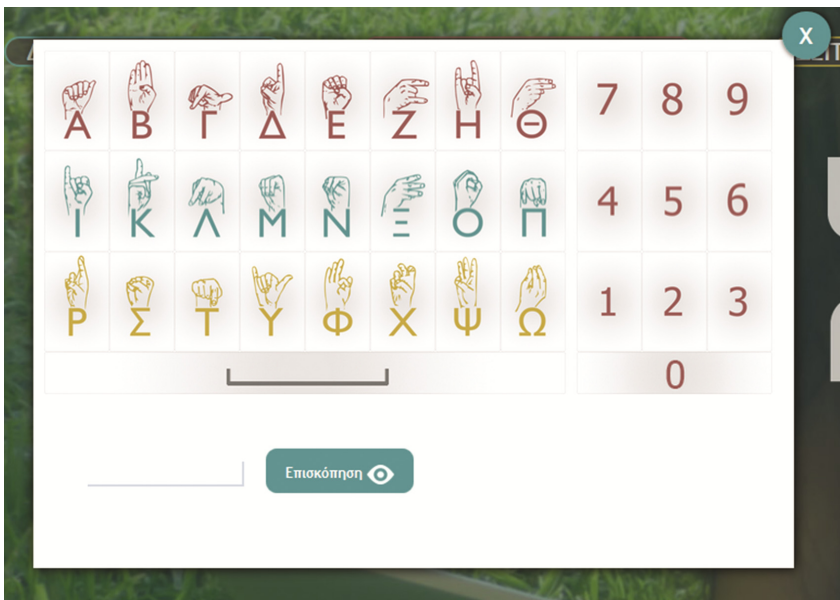 X
Α Β Γ Δ Ε Ζ Η Θ 7 8 9
Ι Κ Λ Μ Ν Ξ Ο Π 4 5 6
Ρ Σ Τ Υ Φ Χ Ψ Ω 1 2 3
0
Επισκόπηση